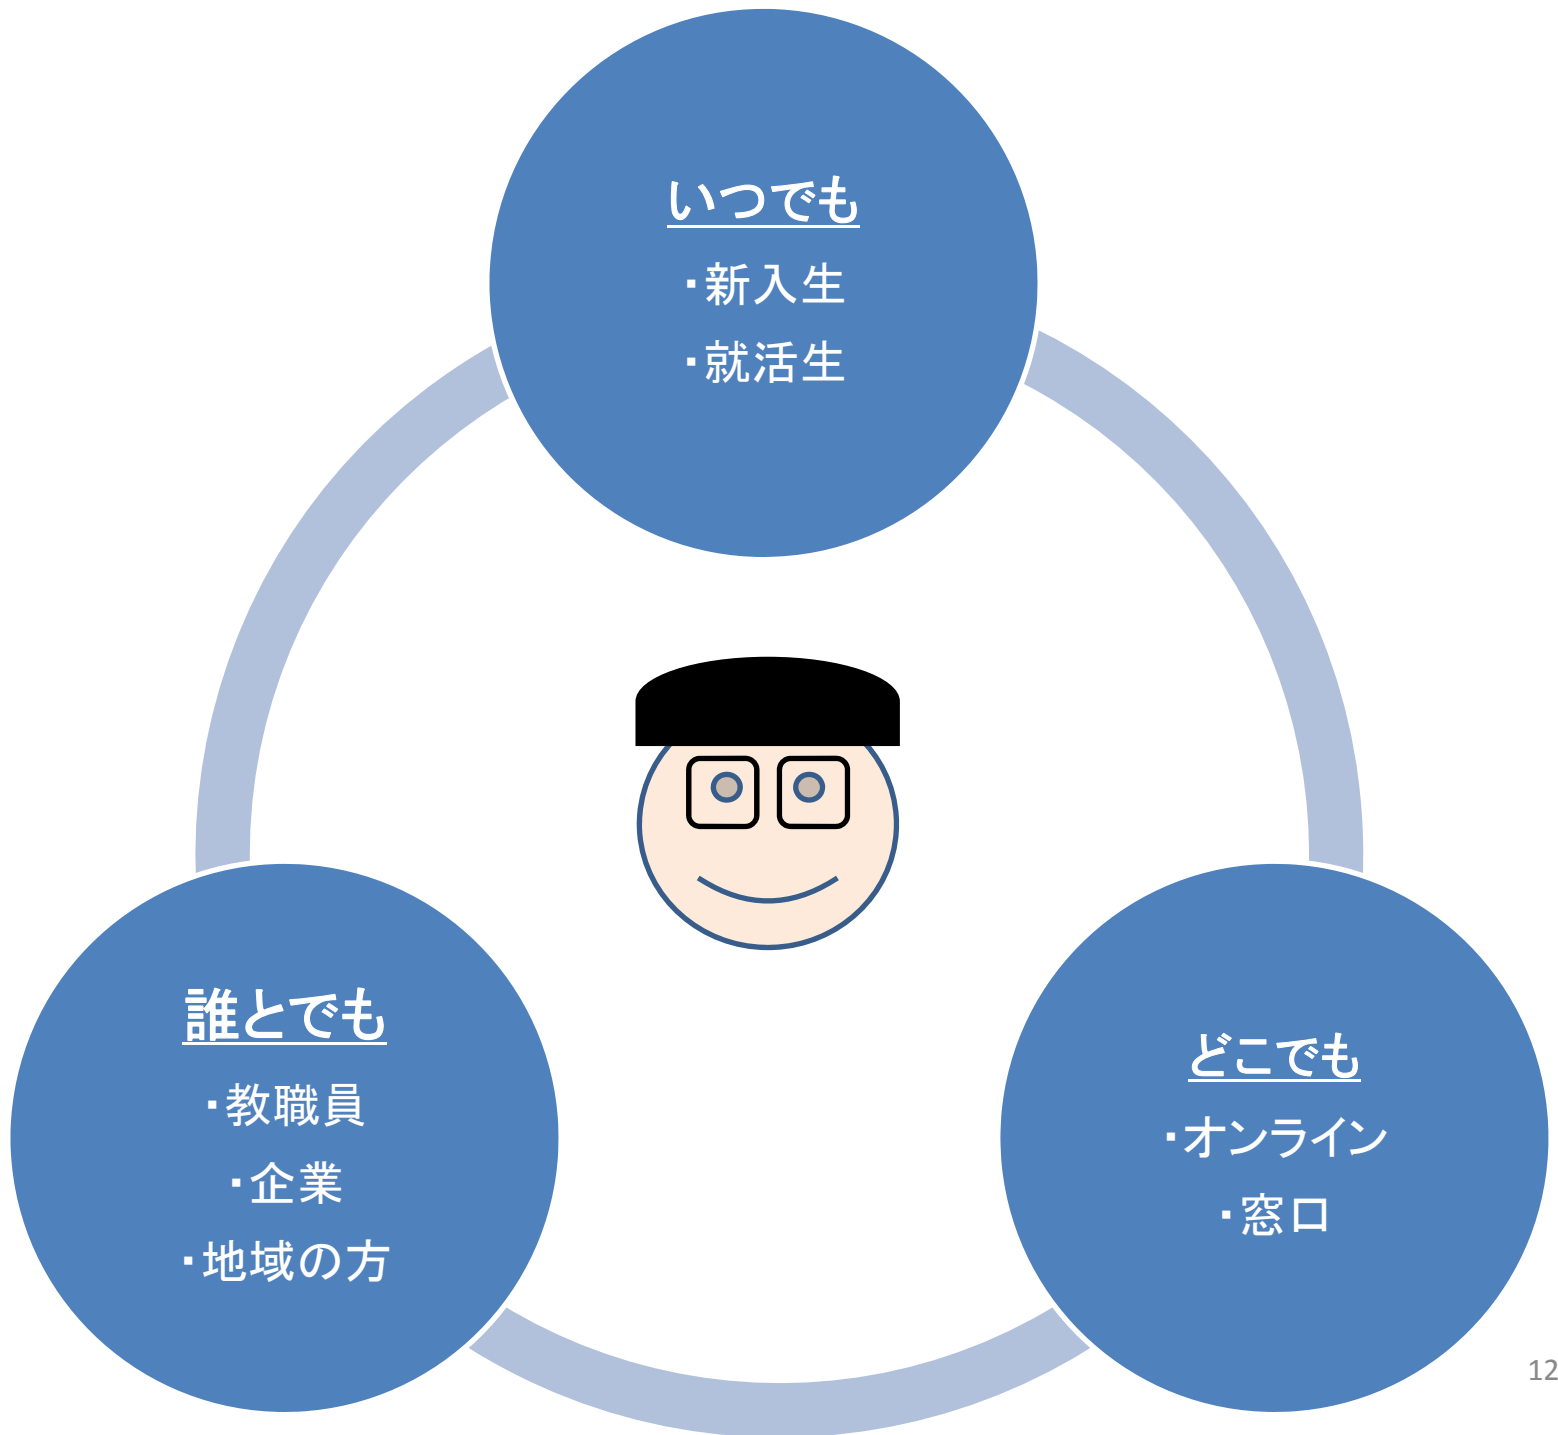 いつでも
・新入生
・就活生
誰とでも
・教職員
・企業
・地域の方
どこでも
・オンライン
・窓口
12